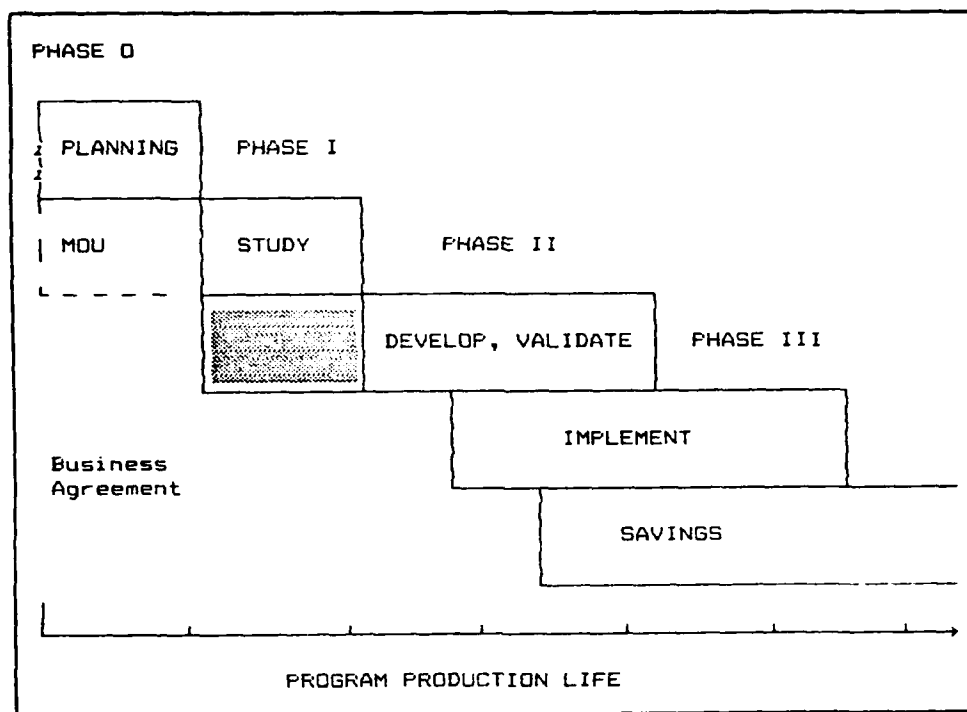 PHASE 0
PLANNING
PHASE I
MOU
STUDY
PHASE II
DEVELOP, VALIDATE
PHASE III
IMPLEMENT
Business
Agreement
SAVINGS
PROGRAM PRODUCTION LIFE